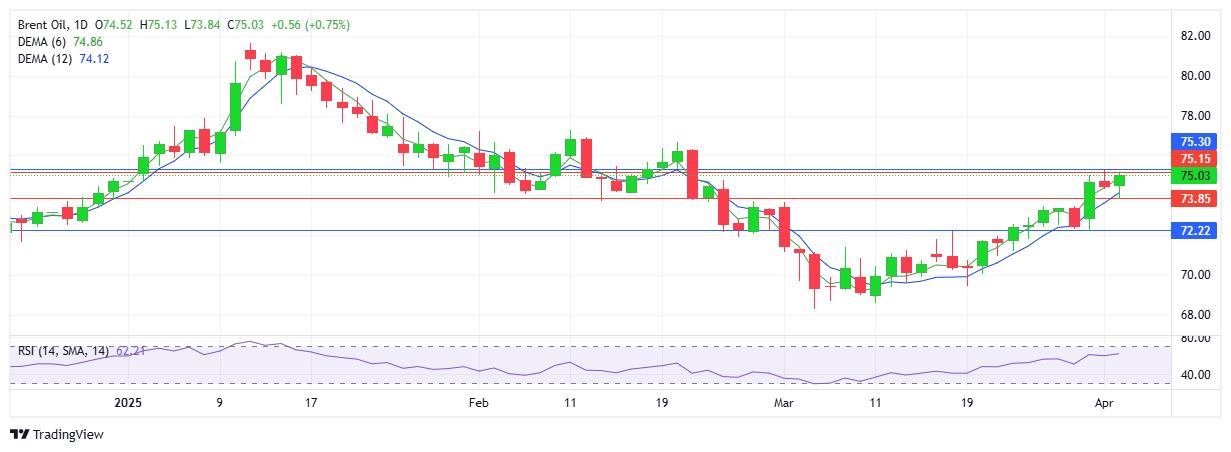 Brent Oil, 1D O74.52 H75.13 L73.84 C75.03 +0.56 (+0.75%)
DEMA (6) 74.86
DEMA (12) 74.12
82.00
80.00
78.00
75.30
75.15
75.03
73.85
72.22
70.00
68.00
80.00
RSI (14, SMA, 14) 62.21
40.00
2025 9 17 Feb 11 19 Mar 11 19 Apr
TradingView